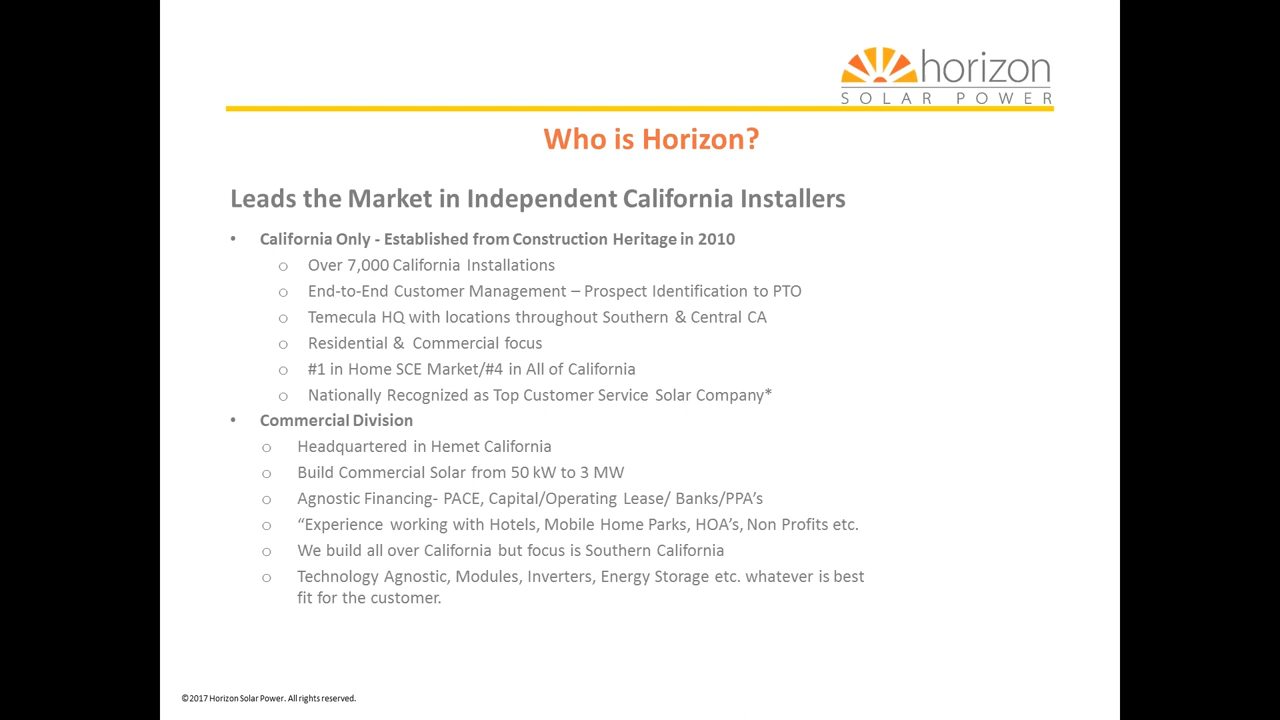 horizon
SOLAR POWER
Who is Horizon?
Leads the Market in Independent California Installers
• California Only - Established from Construction Heritage in 2010
o Over 7,000 California Installations
o End-to-End Customer Management – Prospect Identification to PTO
o Temecula HQ with locations throughout Southern & Central CA
o Residential & Commercial focus
o #1 in Home SCE Market/#4 in All of California
o Nationally Recognized as Top Customer Service Solar Company*
• Commercial Division
o Headquartered in Hemet California
o Build Commercial Solar from 50 kW to 3 MW
o Agnostic Financing- PACE, Capital/Operating Lease/ Banks/PPA’s
o “Experience working with Hotels, Mobile Home Parks, HOA’s, Non Profits etc.
o We build all over California but focus is Southern California
o Technology Agnostic, Modules, Inverters, Energy Storage etc. whatever is best
fit for the customer.
©2017 Horizon Solar Power. All rights reserved.